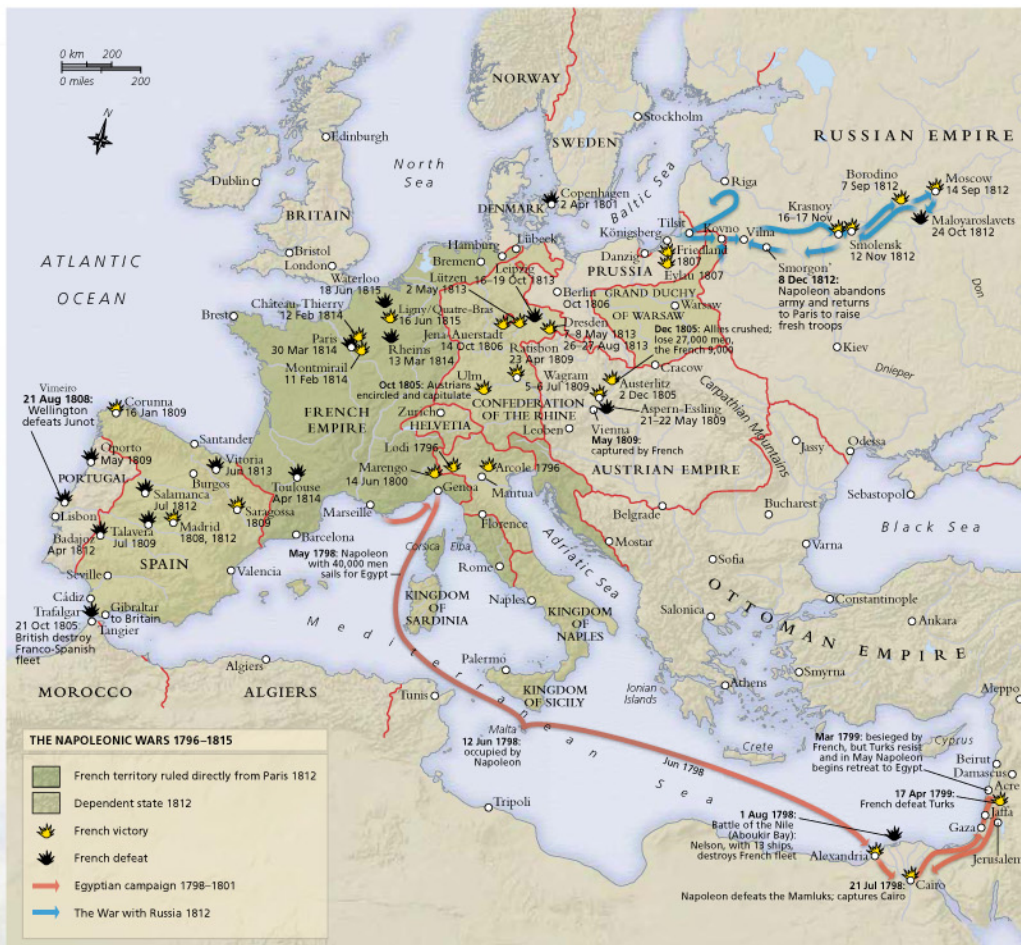 0 km 200
0 miles 200
N
NORWAY
Stockholm
SWEDEN
RUSSIAN EMPIRE
Edinburgh
North
Sea
Baltic Sea
Riga
Borodino
7 Sep 1812
Moscow
14 Sep 1812
Dublin
Copenhagen
2 Apr 1801
DENMARK
Krasnoy
16–17 Nov
Maloyaroslavets
24 Oct 1812
BRITAIN
Tilsit
Königsberg
Kovno
Vilna
Smolensk
12 Nov 1812
Hamburg
Lübeck
Danzig
Friedland
1807
Bristol
London
Bremen
PRUSSIA
Eylau 1807
Smorgon'
8 Dec 1812:
Napoleon abandons
army and returns
to Paris to raise
fresh troops
ATLANTIC
OCEAN
Waterloo
18 Jun 1815
Lützen
2 May 1813
Leipzig
16–19 Oct 1813
Berlin
Oct 1806
GRAND DUCHY
OF WARSAW
Warsaw
Don
Château-Thierry
12 Feb 1814
Ligny/Quatre-Bras
16 Jun 1815
Brest
Paris
30 Mar 1814
Rheims
13 Mar 1814
Jena-Auerstadt
14 Oct 1806
Dresden
7–8 May 1813
26–27 Aug 1813
Dec 1805: Allies crushed;
lose 27,000 men,
the French 9,000
Kiev
Montmirail
11 Feb 1814
Ratisbon
23 Apr 1809
Cracow
Dnieper
Oct 1805: Austrians
encircled and capitulate
Ulm
Wagram
5–6 Jul 1809
Austerlitz
2 Dec 1805
Vimeiro
21 Aug 1808:
Wellington
defeats Junot
Corunna
16 Jan 1809
FRENCH
EMPIRE
Zurich
HELVETIA
CONFEDERATION
OF THE RHINE
Aspern-Essling
21–22 May 1809
Carpathian Mountains
Leoben
Vienna
May 1809:
captured by French
Jassy
Odessa
Oporto
May 1809
Santander
Lodi 1796
AUSTRIAN EMPIRE
Vitoria
Jun 1813
Marengo
14 Jun 1800
Arcole 1796
PORTUGAL
Burgos
Toulouse
Apr 1814
Genoa
Mantua
Sebastopol
Salamanca
Jul 1812
Marseille
Belgrade
Bucharest
Lisbon
Saragossa
1809
Florence
Black Sea
Badajoz
Apr 1812
Talavera
Jul 1809
Madrid
1808, 1812
Barcelona
Corsica
Elba
Adriatic Sea
Mostar
Varna
May 1798: Napoleon
with 40,000 men
sails for Egypt
Sofia
SPAIN
Valencia
Rome
Seville
KINGDOM
OF
SARDINIA
Cádiz
Naples
KINGDOM
OF
NAPLES
Salonica
Constantinople
Trafalgar
21 Oct 1805:
British destroy
Franco-Spanish
fleet
Gibraltar
to Britain
Tangier
Ankara
OTTOMAN EMPIRE
Mediterranean Sea
Algiers
Palermo
Ionian
Islands
Athens
Smyrna
MOROCCO
ALGIERS
Tunis
KINGDOM
OF SICILY
Aleppo
Malta
12 Jun 1798:
occupied by
Napoleon
Crete
Cyprus
Mar 1799: besieged by
French, but Turks resist
and in May Napoleon
begins retreat to Egypt
Beirut
Damascus
Acre
Jun 1798
17 Apr 1799:
French defeat Turks
Jaffa
Tripoli
1 Aug 1798:
Battle of the Nile
(Aboukir Bay):
Nelson, with 13 ships,
destroys French fleet
Gaza
Jerusalem
Alexandria
21 Jul 1798:
Napoleon defeats the Mamluks; captures Cairo
Cairo
THE NAPOLEONIC WARS 1796–1815
French territory ruled directly from Paris 1812
Dependent state 1812
French victory
French defeat
Egyptian campaign 1798–1801
The War with Russia 1812